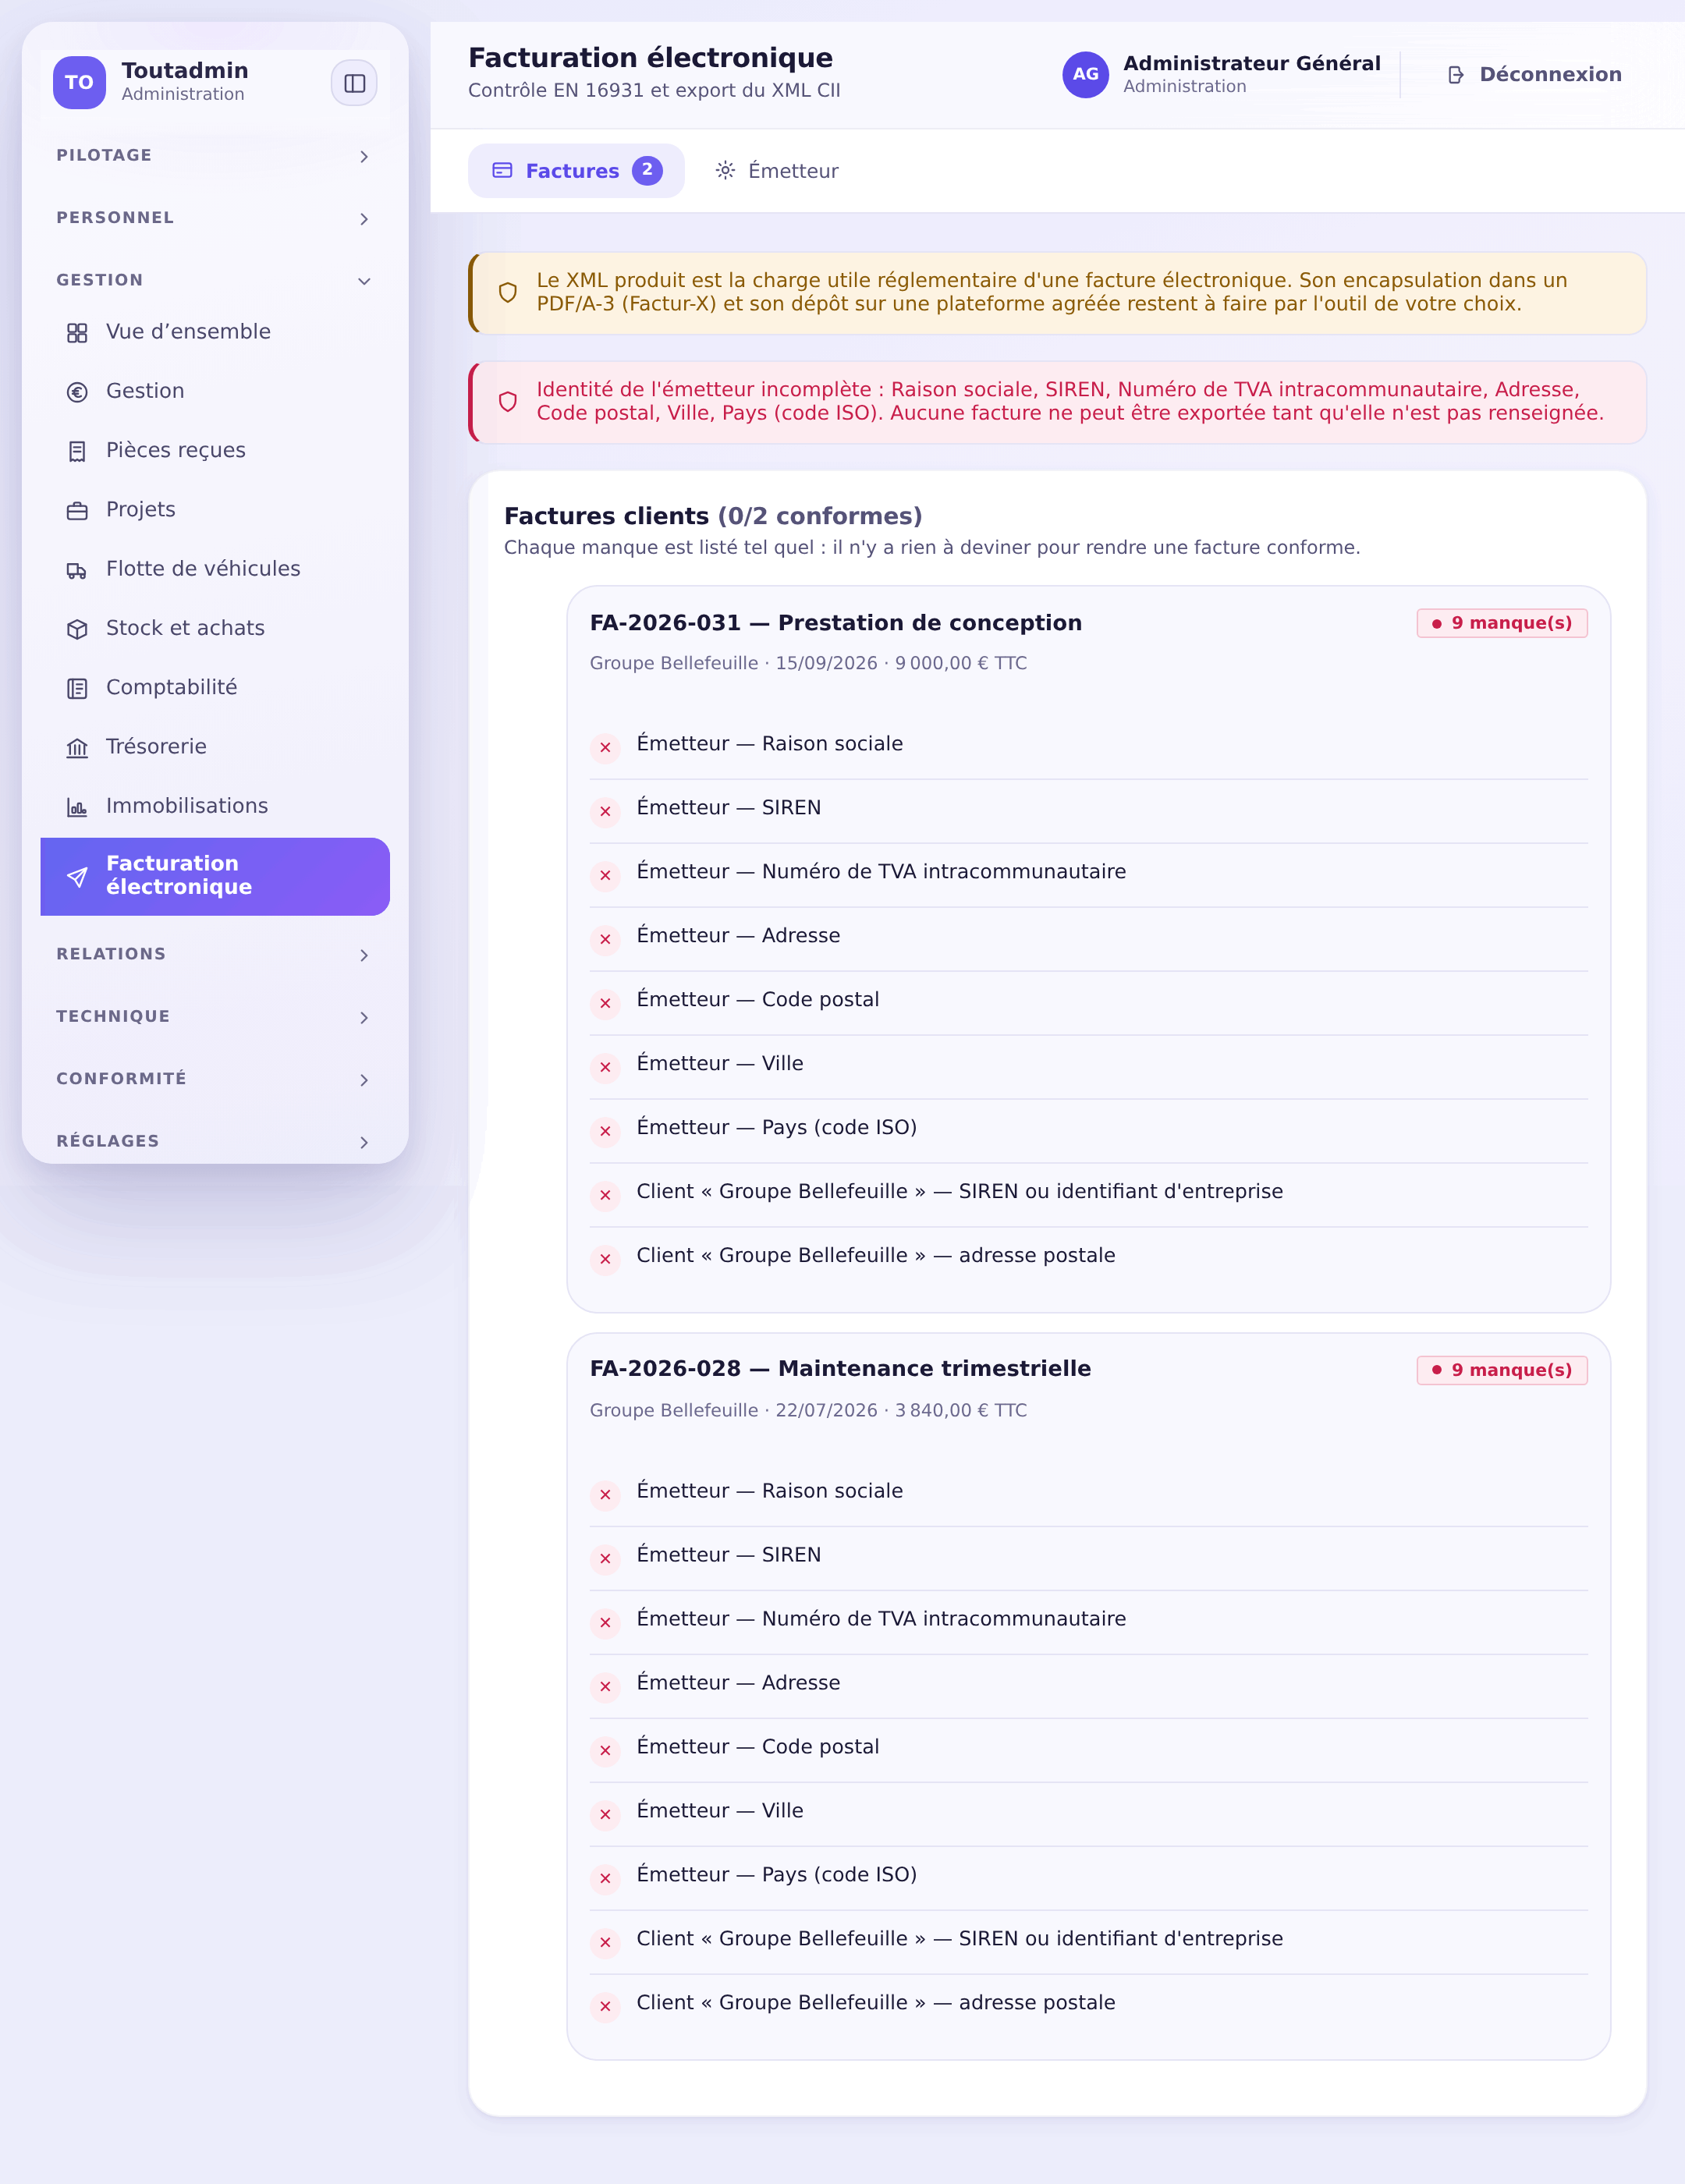 TO
Toutadmin
Administration
PILOTAGE
PERSONNEL
GESTION
Vue d’ensemble
Gestion
Pièces reçues
Projets
Flotte de véhicules
Stock et achats
Comptabilité
Trésorerie
Immobilisations
Facturation
électronique
RELATIONS
TECHNIQUE
CONFORMITÉ
RÉGLAGES
Facturation électronique
Contrôle EN 16931 et export du XML CII
AG
Administrateur Général
Administration
Déconnexion
Factures 2
Émetteur
Le XML produit est la charge utile réglementaire d'une facture électronique. Son encapsulation dans un
PDF/A-3 (Factur-X) et son dépôt sur une plateforme agréée restent à faire par l'outil de votre choix.
Identité de l'émetteur incomplète : Raison sociale, SIREN, Numéro de TVA intracommunautaire, Adresse,
Code postal, Ville, Pays (code ISO). Aucune facture ne peut être exportée tant qu'elle n'est pas renseignée.
Factures clients (0/2 conformes)
Chaque manque est listé tel quel : il n'y a rien à deviner pour rendre une facture conforme.
FA-2026-031 — Prestation de conception
9 manque(s)
Groupe Bellefeuille · 15/09/2026 · 9 000,00 € TTC
Émetteur — Raison sociale
Émetteur — SIREN
Émetteur — Numéro de TVA intracommunautaire
Émetteur — Adresse
Émetteur — Code postal
Émetteur — Ville
Émetteur — Pays (code ISO)
Client « Groupe Bellefeuille » — SIREN ou identifiant d'entreprise
Client « Groupe Bellefeuille » — adresse postale
FA-2026-028 — Maintenance trimestrielle
9 manque(s)
Groupe Bellefeuille · 22/07/2026 · 3 840,00 € TTC
Émetteur — Raison sociale
Émetteur — SIREN
Émetteur — Numéro de TVA intracommunautaire
Émetteur — Adresse
Émetteur — Code postal
Émetteur — Ville
Émetteur — Pays (code ISO)
Client « Groupe Bellefeuille » — SIREN ou identifiant d'entreprise
Client « Groupe Bellefeuille » — adresse postale